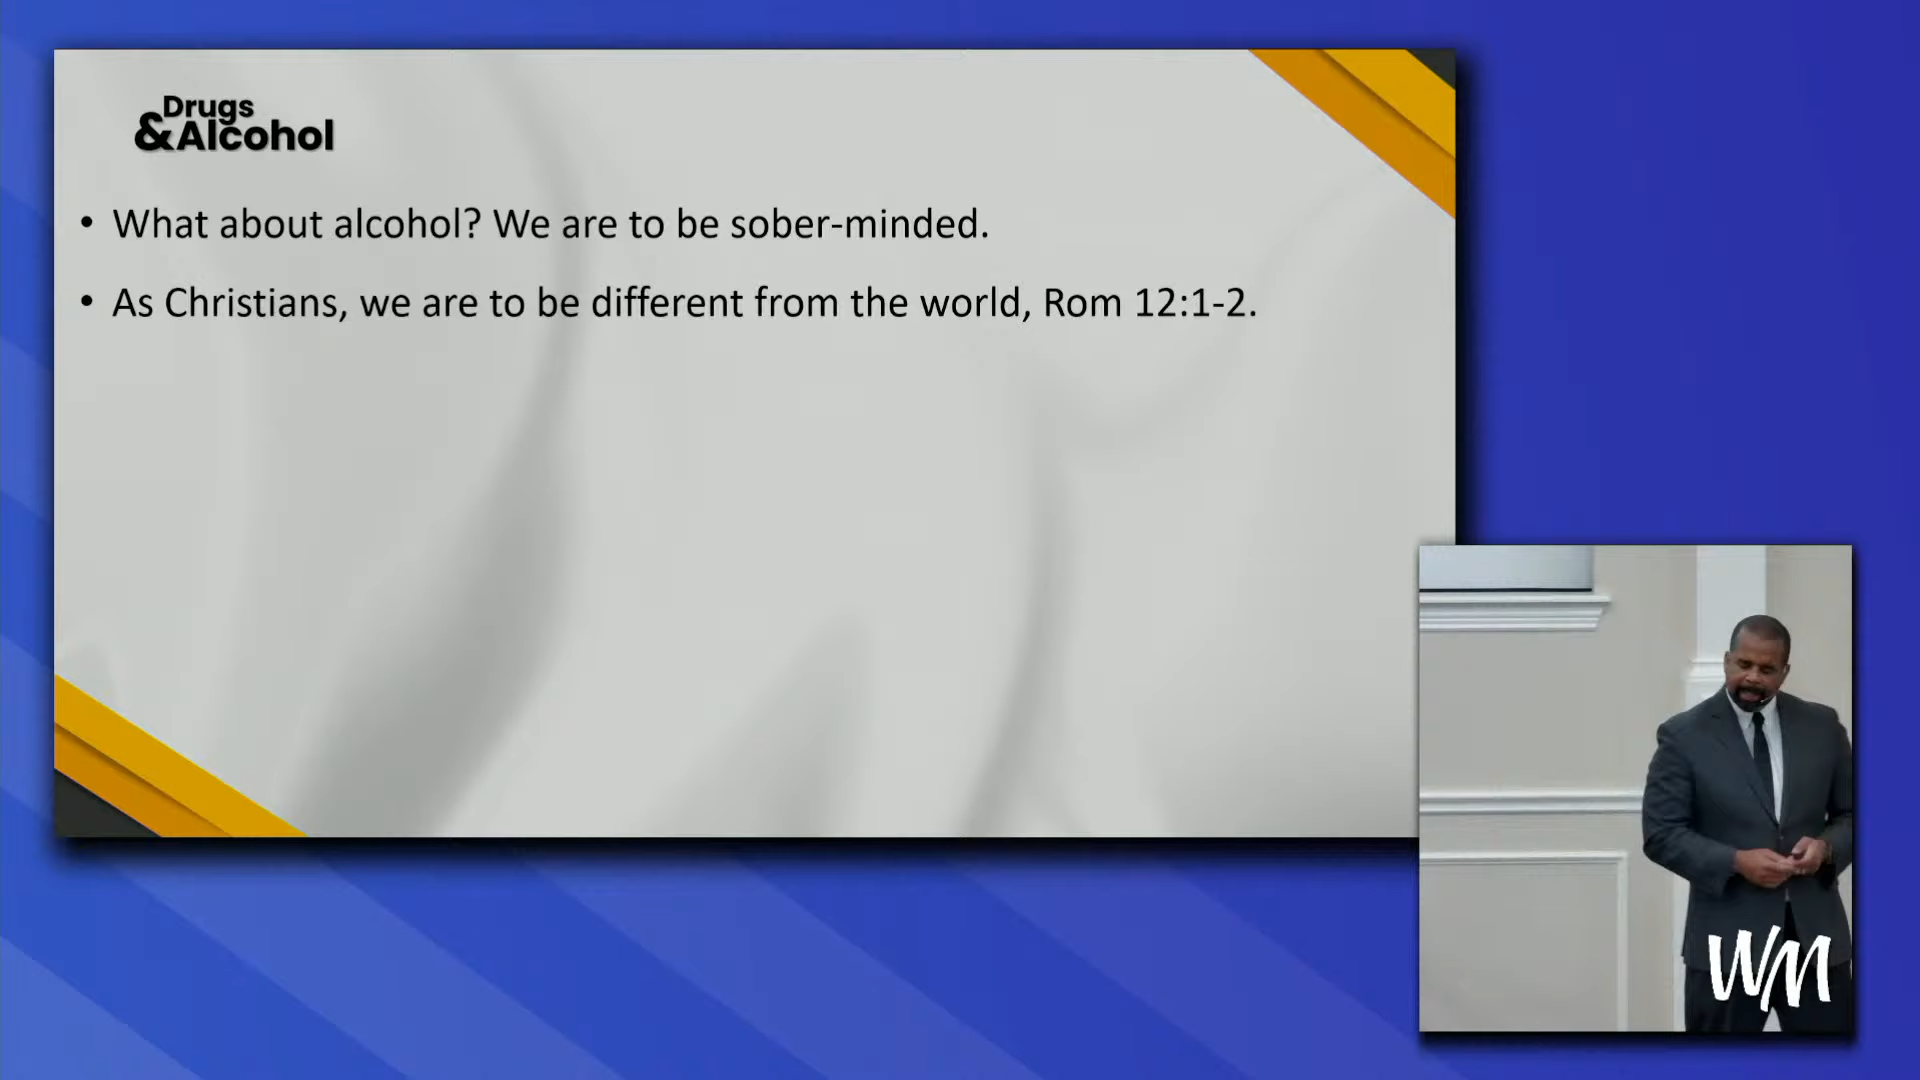 Drugs
&Alcohol
• What about alcohol? We are to be sober-minded.
• As Christians, we are to be different from the world, Rom 12:1-2.
WM